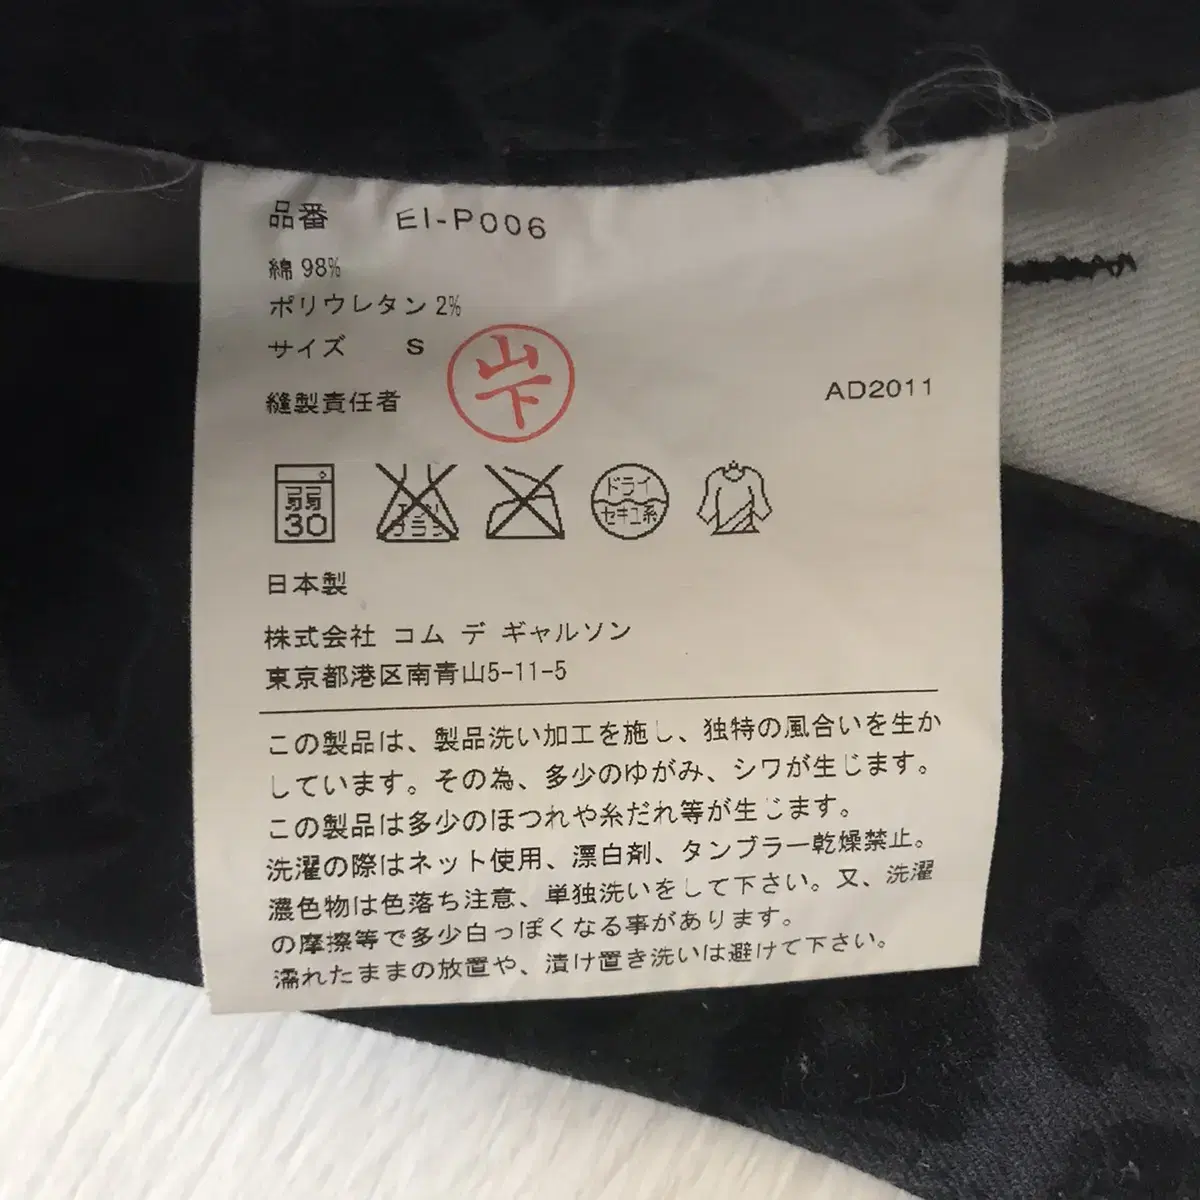 品番 EI-P006
綿 98%
ポリウレタン 2%
サイズ S
縫製責任者 山下
AD2011
弱 30
エンソ ブラシ
ドライ セキユ系
日本製
株式会社 コム デ ギャルソン
東京都港区南青山5-11-5
この製品は、製品洗い加工を施し、独特の風合いを生か
しています。その為、多少のゆがみ、シワが生じます。
この製品は多少のほつれや糸だれ等が生じます。
洗濯の際はネット使用、漂白剤、タンブラー乾燥禁止。
濃色物は色落ち注意、単独洗いをして下さい。又、洗濯
の摩擦等で多少白っぽくなる事があります。
濡れたままの放置や、漬け置き洗いは避けて下さい。